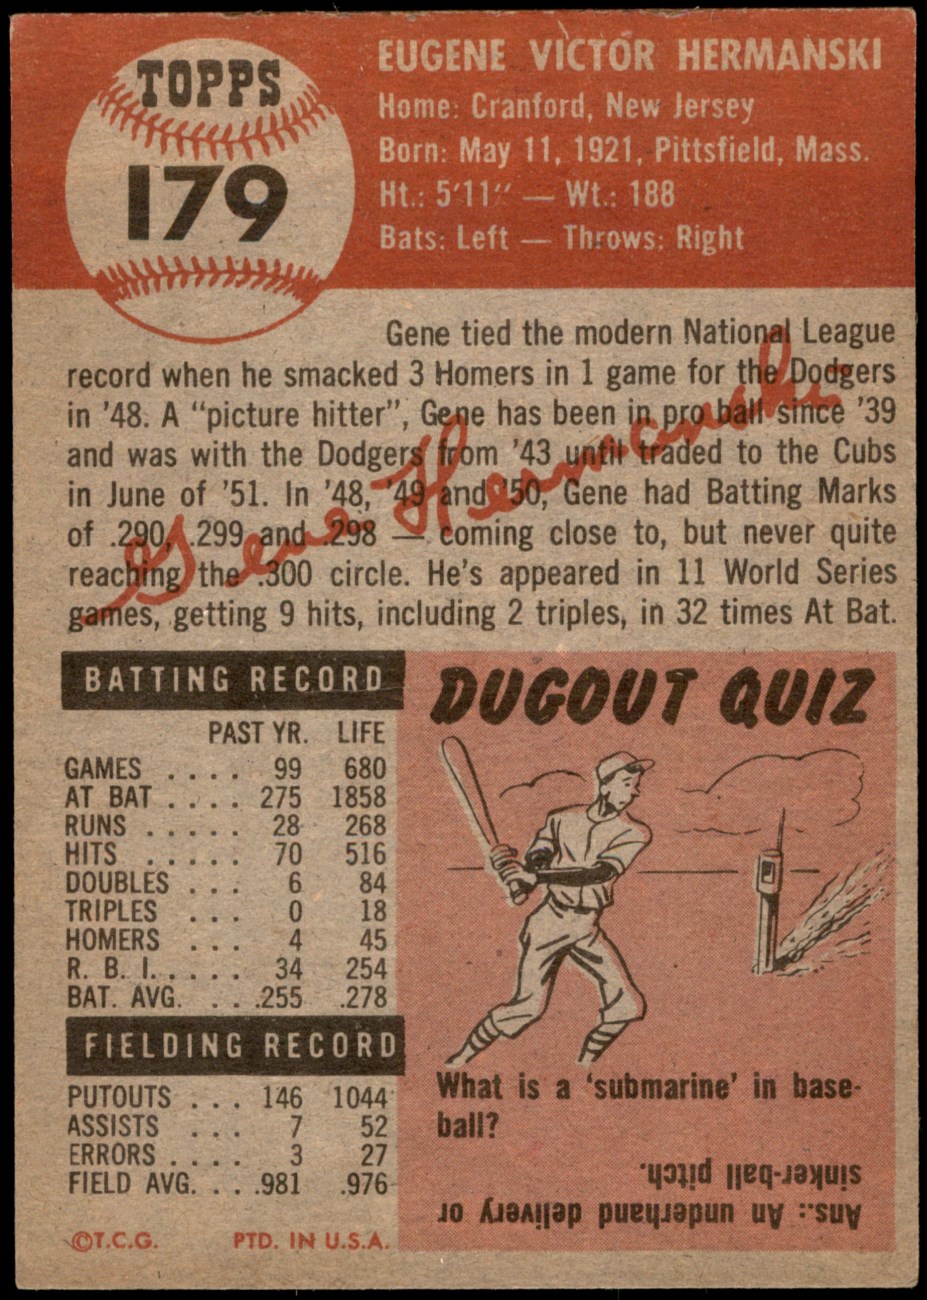 TOPPS
179
EUGENE VICTOR HERMANSKI
Home: Cranford, New Jersey
Born: May 11, 1921, Pittsfield, Mass.
Ht.: 5'11" — Wt.: 188
Bats: Left — Throws: Right
Gene tied the modern National League
record when he smacked 3 Homers in 1 game for the Dodgers
in '48. A "picture hitter", Gene has been in pro ball since '39
and was with the Dodgers from '43 until traded to the Cubs
in June of '51. In '48, '49 and '50, Gene had Batting Marks
of .290, .299 and .298 — coming close to, but never quite
reaching the .300 circle. He's appeared in 11 World Series
games, getting 9 hits, including 2 triples, in 32 times At Bat.
Gene Hermanski
BATTING RECORD
PAST YR. LIFE
GAMES .... 99 680
AT BAT .... 275 1858
RUNS ..... 28 268
HITS ..... 70 516
DOUBLES ... 6 84
TRIPLES ... 0 18
HOMERS ... 4 45
R. B. I. .... 34 254
BAT. AVG. ... .255 .278
FIELDING RECORD
PUTOUTS ... 146 1044
ASSISTS ... 7 52
ERRORS .... 3 27
FIELD AVG. ... .981 .976
©T.C.G. PTD. IN U.S.A.
DUGOUT QUIZ
What is a 'submarine' in base-
ball?
Ans.: An underhand delivery or
sinker-ball pitch.